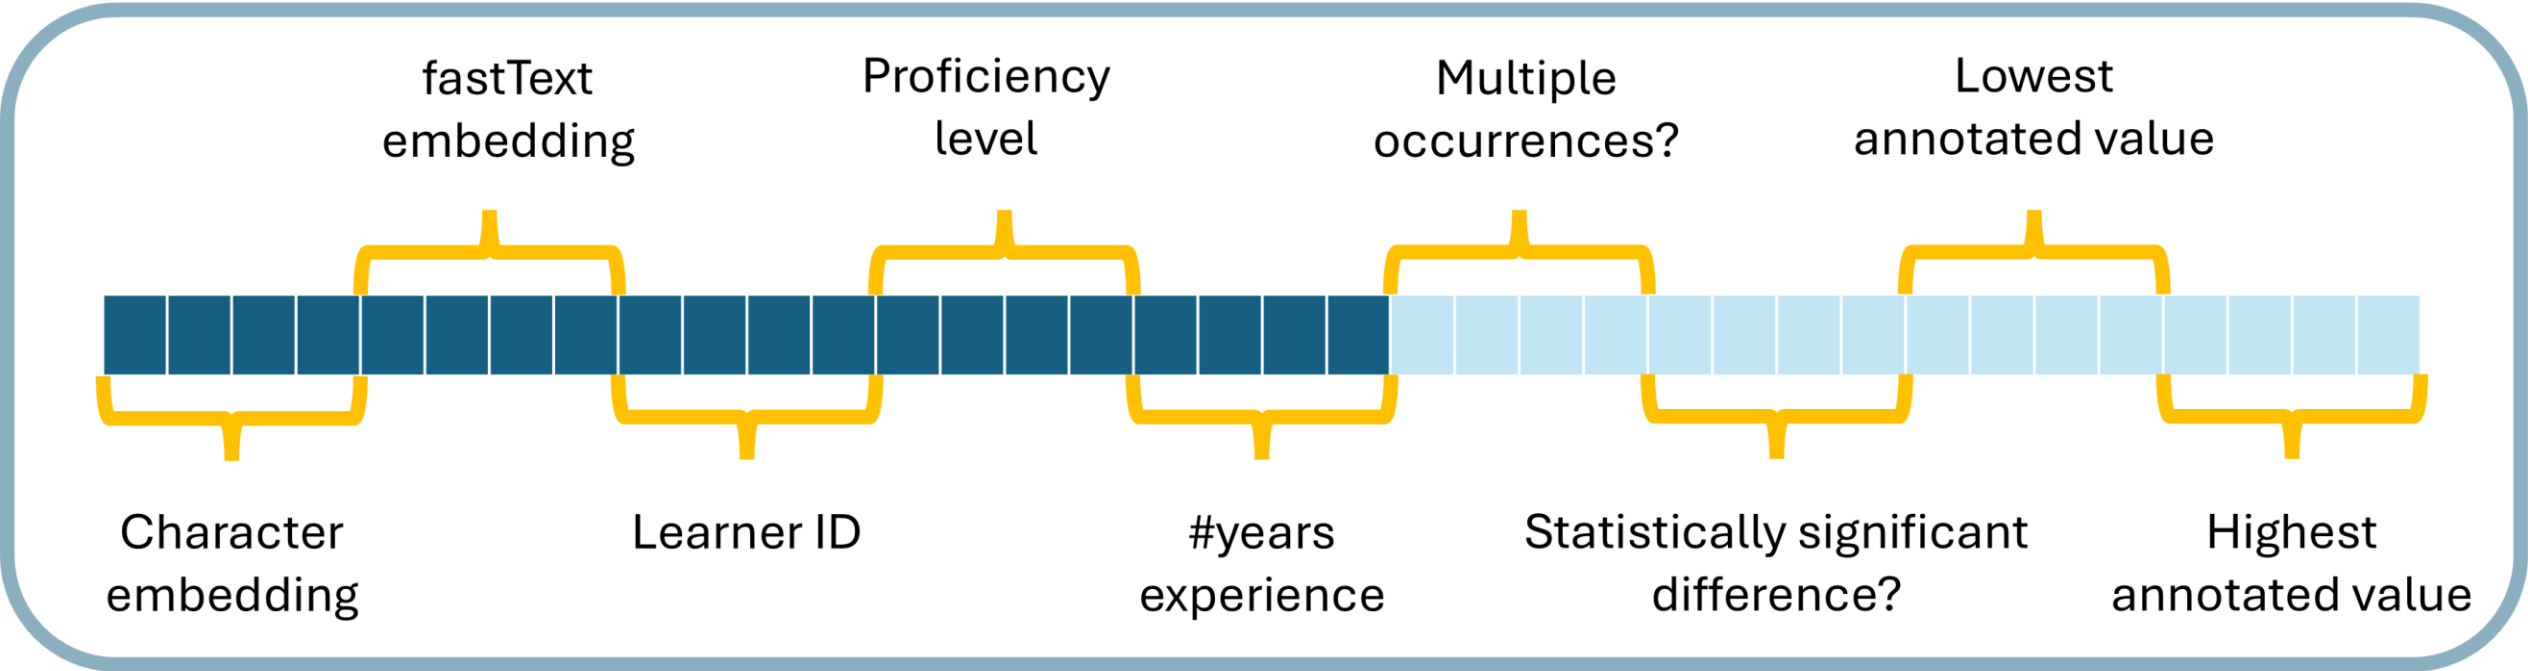 fastText
embedding
Proficiency
level
Multiple
occurrences?
Lowest
annotated value
Character
embedding
Learner ID
#years
experience
Statistically significant
difference?
Highest
annotated value